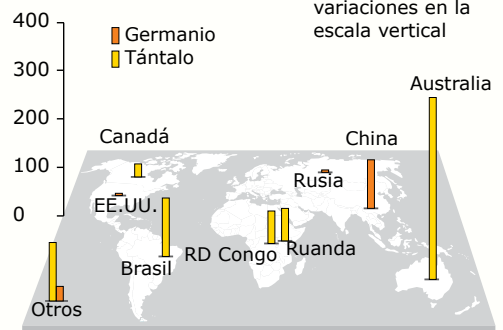 variaciones en la
escala vertical
400
300
200
100
0
Germanio
Tántalo
Australia
Canadá
China
Rusia
EE.UU.
RD Congo
Ruanda
Brasil
Otros